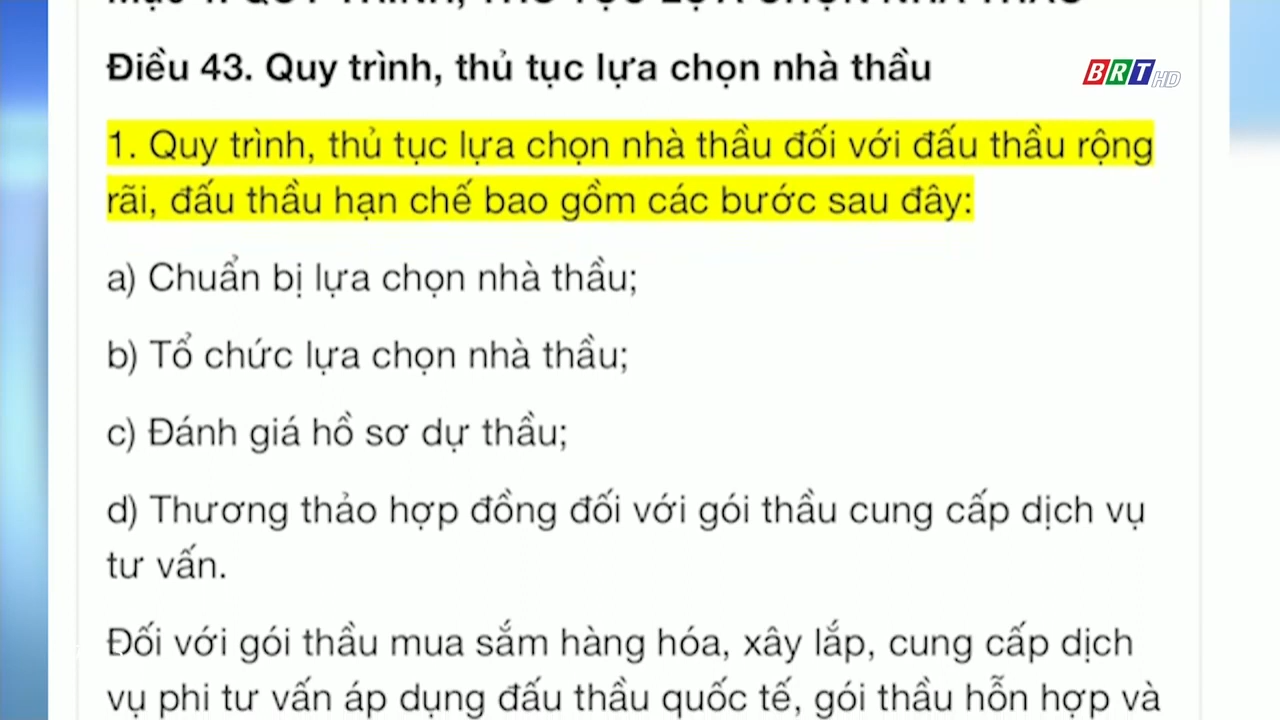 Điều 43. Quy trình, thủ tục lựa chọn nhà thầu
BRT HD
1. Quy trình, thủ tục lựa chọn nhà thầu đối với đấu thầu rộng
rãi, đấu thầu hạn chế bao gồm các bước sau đây:
a) Chuẩn bị lựa chọn nhà thầu;
b) Tổ chức lựa chọn nhà thầu;
c) Đánh giá hồ sơ dự thầu;
d) Thương thảo hợp đồng đối với gói thầu cung cấp dịch vụ
tư vấn.
Đối với gói thầu mua sắm hàng hóa, xây lắp, cung cấp dịch
vụ phi tư vấn áp dụng đấu thầu quốc tế, gói thầu hỗn hợp và